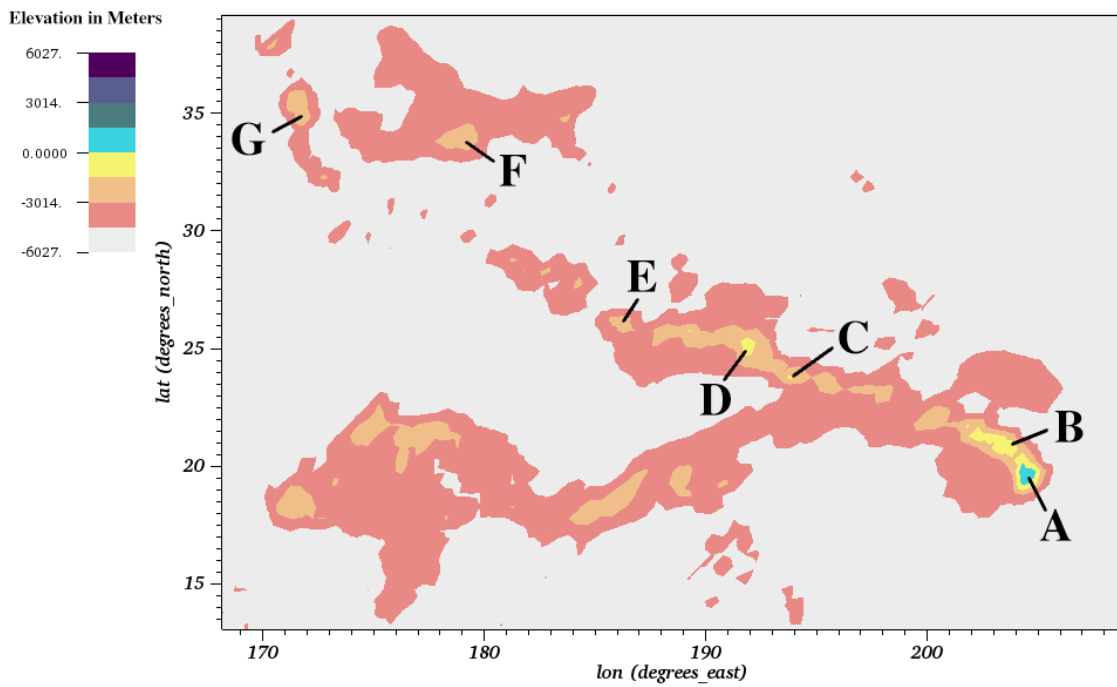 Elevation in Meters
6027.
3014.
0.0000
-3014.
-6027.
lat (degrees_north)
35
30
25
20
15
G
F
E
D
C
B
A
170
180
190
200
lon (degrees_east)